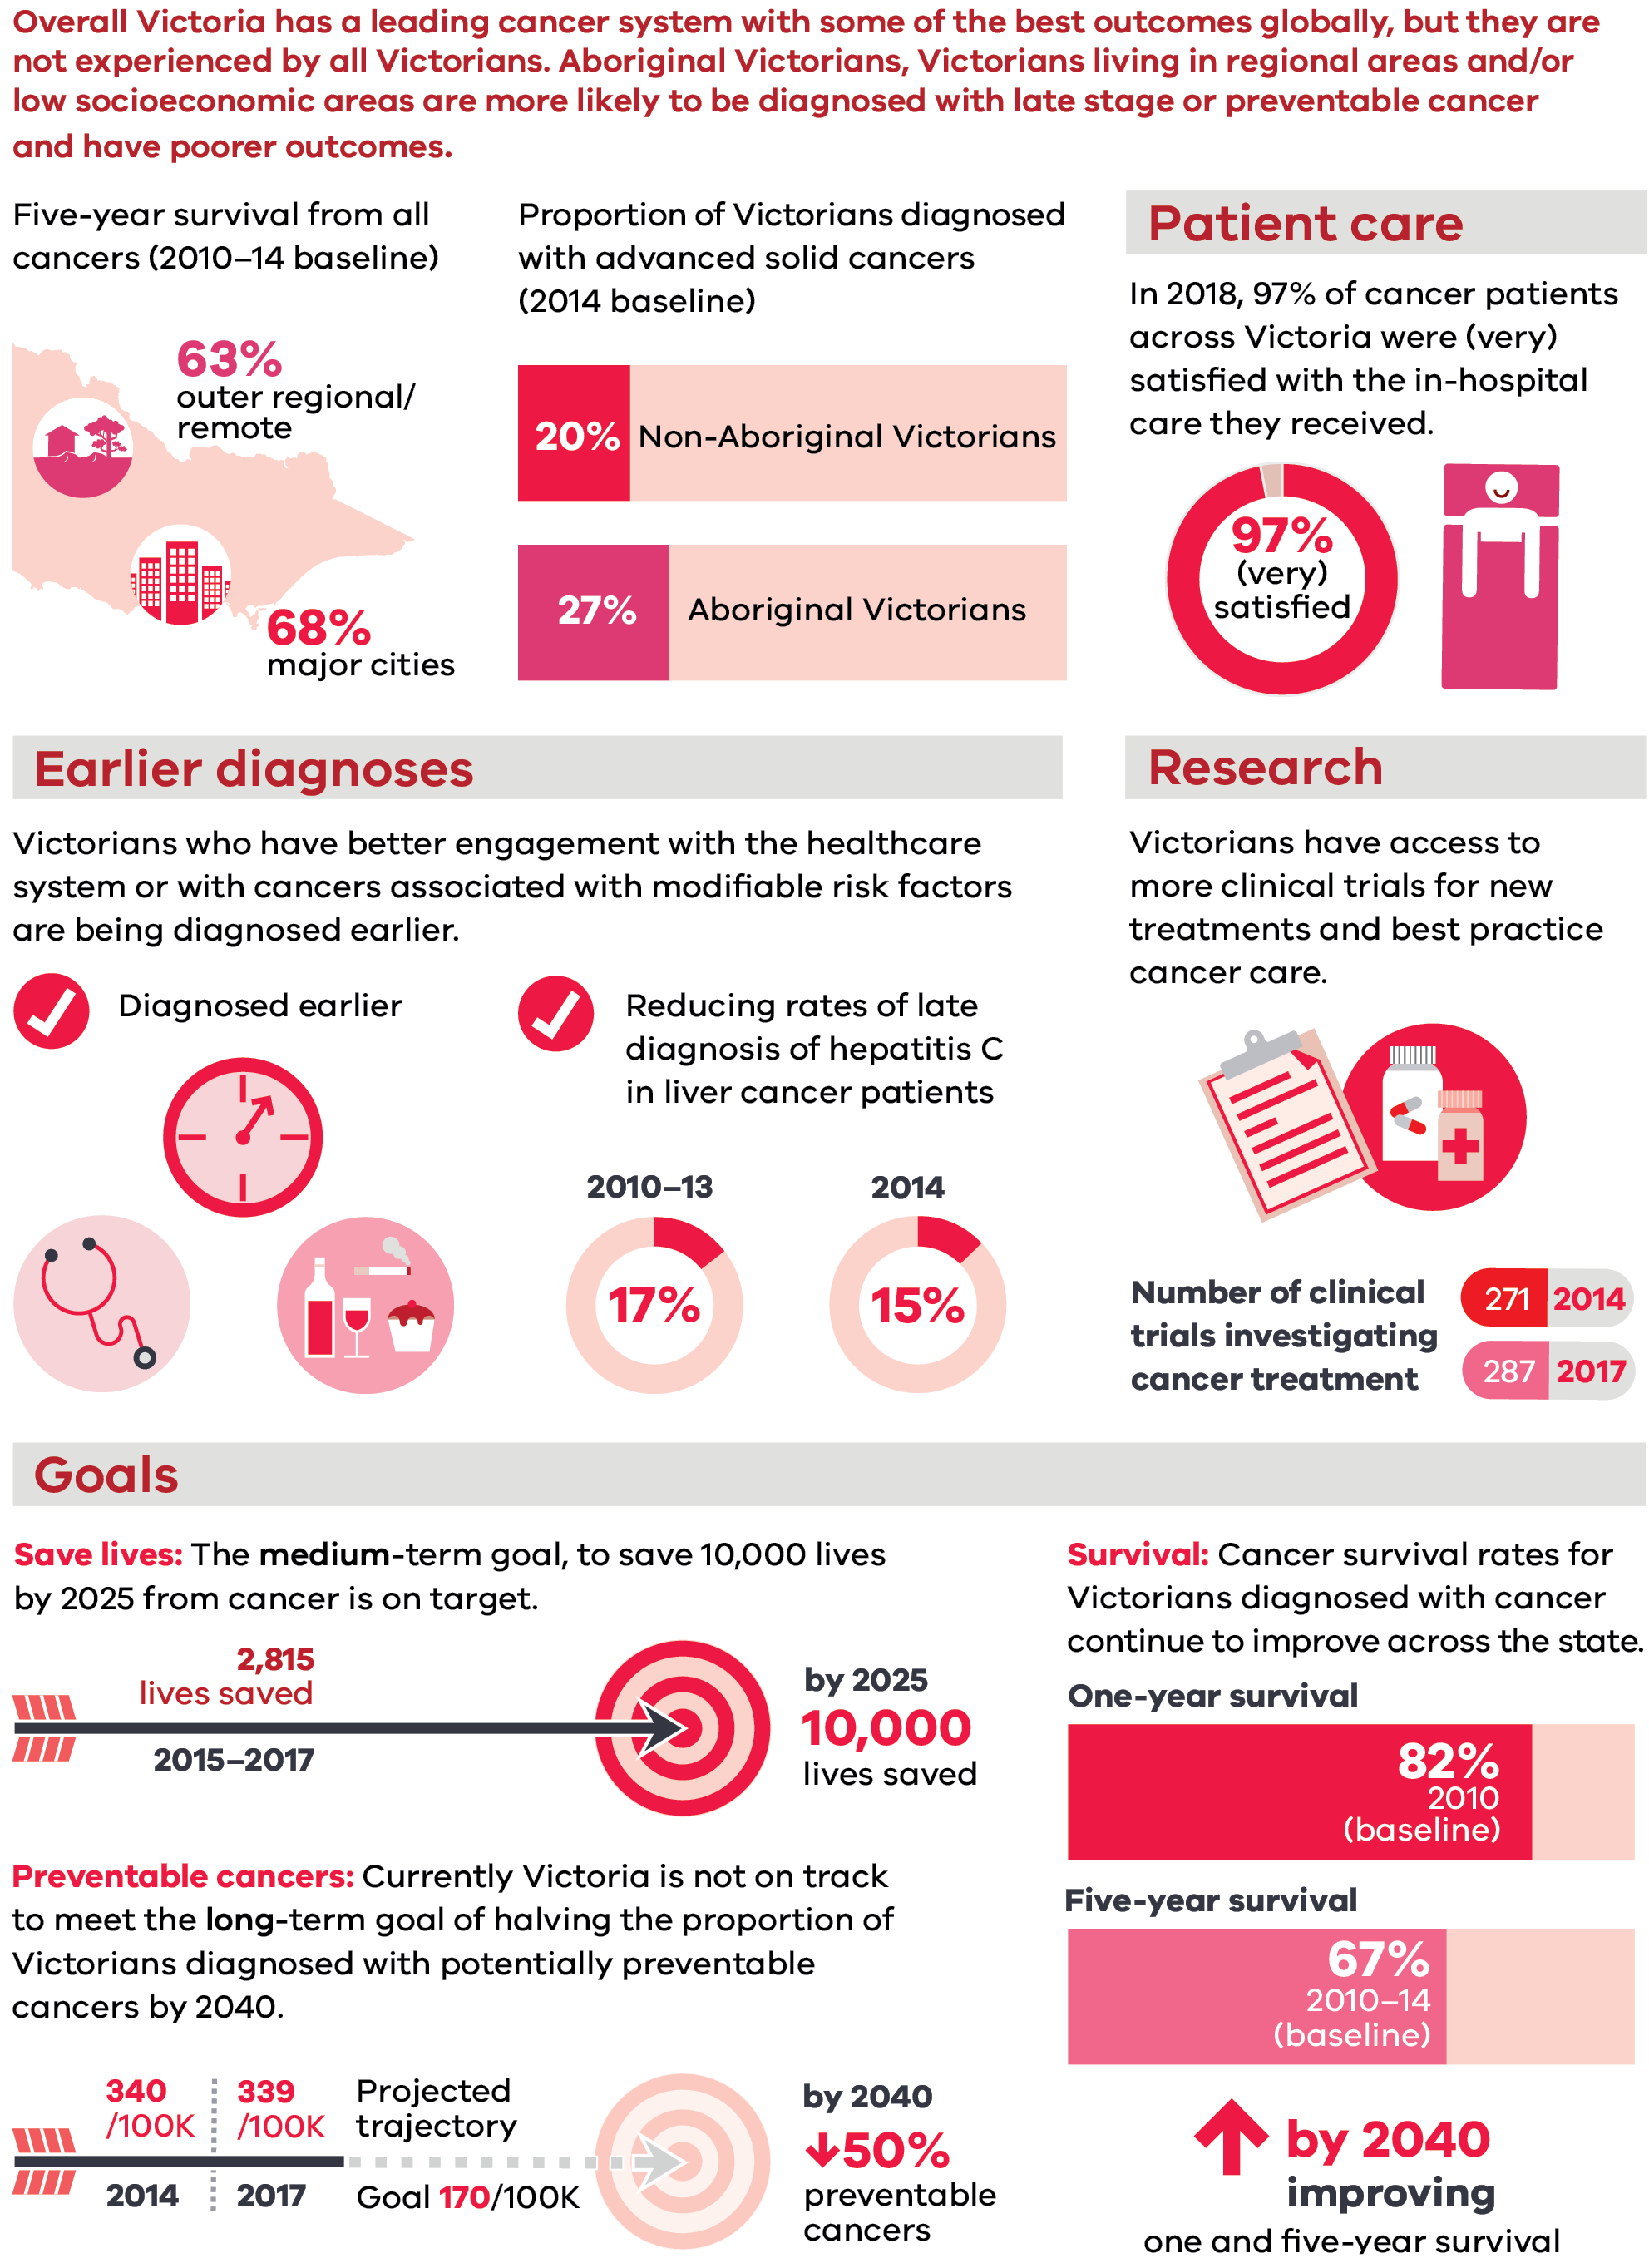 Overall Victoria has a leading cancer system with some of the best outcomes globally, but they are
not experienced by all Victorians. Aboriginal Victorians, Victorians living in regional areas and/or
low socioeconomic areas are more likely to be diagnosed with late stage or preventable cancer
and have poorer outcomes.
Five-year survival from all
cancers (2010–14 baseline)
63%
outer regional/
remote
68%
major cities
Proportion of Victorians diagnosed
with advanced solid cancers
(2014 baseline)
20% Non-Aboriginal Victorians
27% Aboriginal Victorians
Patient care
In 2018, 97% of cancer patients
across Victoria were (very)
satisfied with the in-hospital
care they received.
97%
(very)
satisfied
Earlier diagnoses
Victorians who have better engagement with the healthcare
system or with cancers associated with modifiable risk factors
are being diagnosed earlier.
Diagnosed earlier
Reducing rates of late
diagnosis of hepatitis C
in liver cancer patients
2010–13
17%
2014
15%
Research
Victorians have access to
more clinical trials for new
treatments and best practice
cancer care.
Number of clinical
trials investigating
cancer treatment
271 2014
287 2017
Goals
Save lives: The medium-term goal, to save 10,000 lives
by 2025 from cancer is on target.
2,815
lives saved
2015–2017
by 2025
10,000
lives saved
Preventable cancers: Currently Victoria is not on track
to meet the long-term goal of halving the proportion of
Victorians diagnosed with potentially preventable
cancers by 2040.
340
/100K
2014
339
/100K
2017
Projected
trajectory
Goal 170/100K
by 2040
50%
preventable
cancers
Survival: Cancer survival rates for
Victorians diagnosed with cancer
continue to improve across the state.
One-year survival
82%
2010
(baseline)
Five-year survival
67%
2010–14
(baseline)
by 2040
improving
one and five-year survival